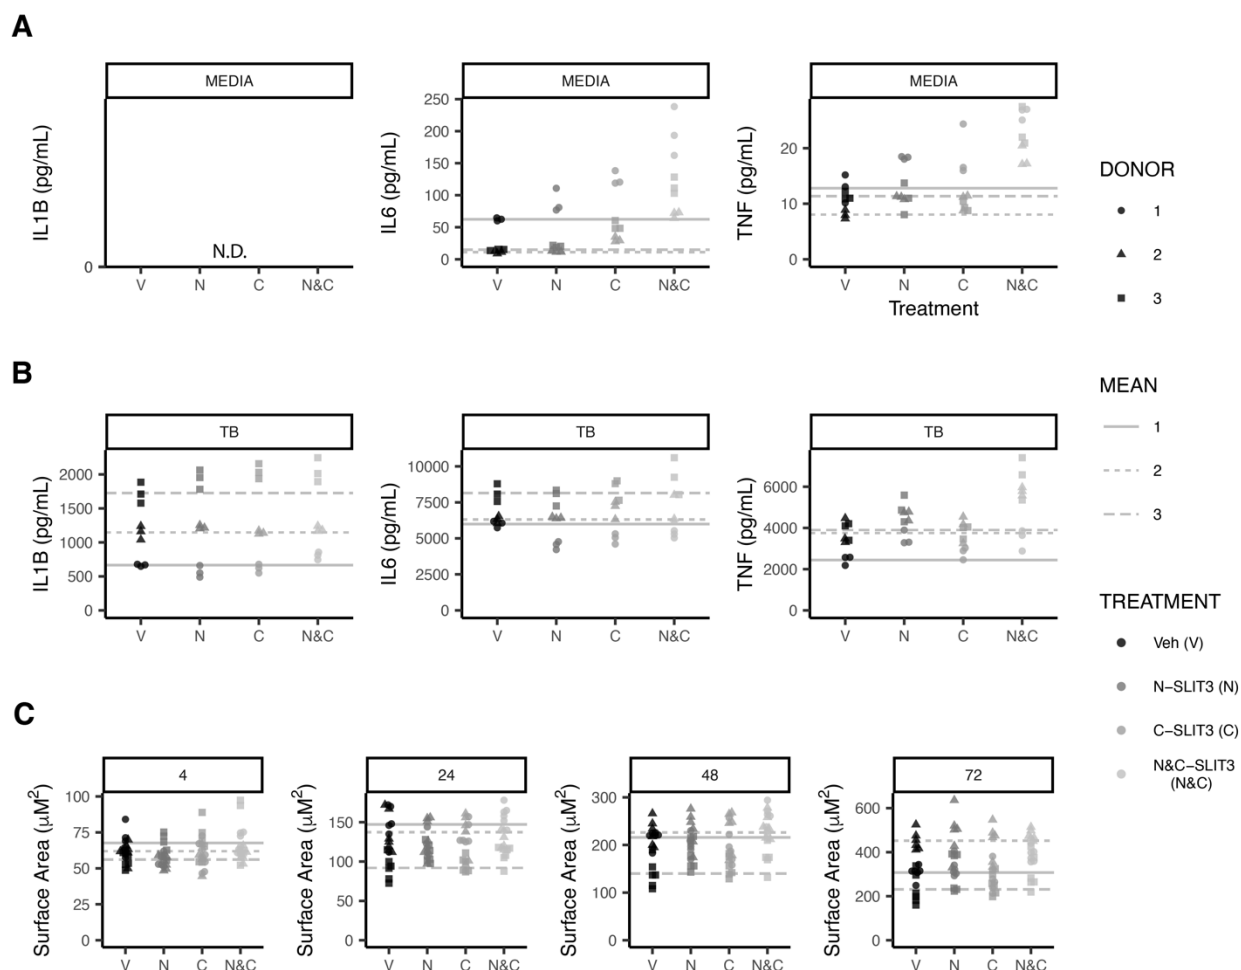 A
MEDIA
MEDIA
MEDIA
IL1B (pg/mL)
0
N.D.
V N C N&C
IL6 (pg/mL)
250
200
150
100
50
0
V N C N&C
TNF (pg/mL)
20
10
0
V N C N&C
Treatment
DONOR
1
2
3
B
TB
TB
TB
IL1B (pg/mL)
2000
1500
1000
500
0
V N C N&C
IL6 (pg/mL)
10000
7500
5000
2500
0
V N C N&C
TNF (pg/mL)
6000
4000
2000
0
V N C N&C
MEAN
1
2
3
TREATMENT
Veh (V)
N−SLIT3 (N)
C−SLIT3 (C)
N&C−SLIT3
(N&C)
C
4
24
48
72
Surface Area (μM²)
100
75
50
25
0
V N C N&C
Surface Area (μM²)
150
100
50
0
V N C N&C
Surface Area (μM²)
300
200
100
0
V N C N&C
Surface Area (μM²)
600
400
200
0
V N C N&C